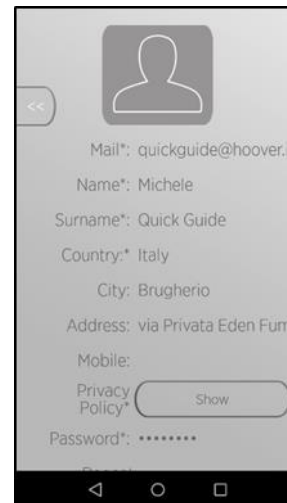 <<
Mail*: quickguide@hoover.
Name*: Michele
Surname*: Quick Guide
Country:* Italy
City: Brugherio
Address: via Privata Eden Fum
Mobile:
Privacy
Policy* Show
Password*: ••••••••